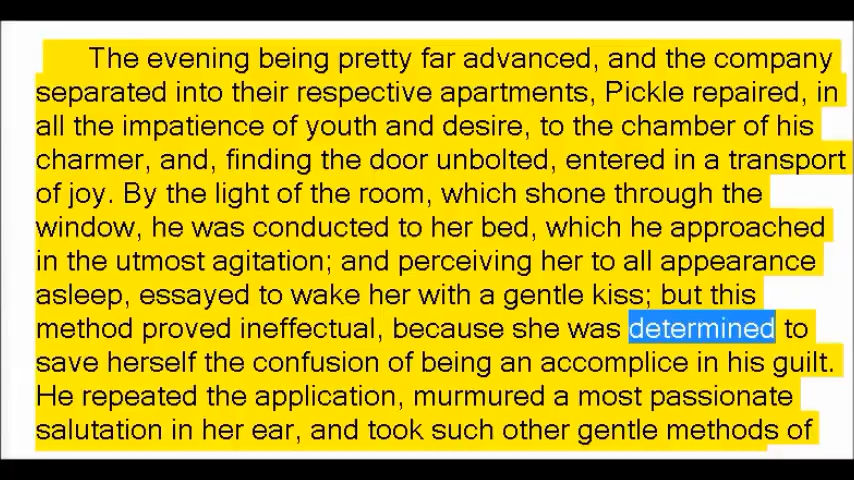 The evening being pretty far advanced, and the company
separated into their respective apartments, Pickle repaired, in
all the impatience of youth and desire, to the chamber of his
charmer, and, finding the door unbolted, entered in a transport
of joy. By the light of the room, which shone through the
window, he was conducted to her bed, which he approached
in the utmost agitation; and perceiving her to all appearance
asleep, essayed to wake her with a gentle kiss; but this
method proved ineffectual, because she was determined to
save herself the confusion of being an accomplice in his guilt.
He repeated the application, murmured a most passionate
salutation in her ear, and took such other gentle methods of